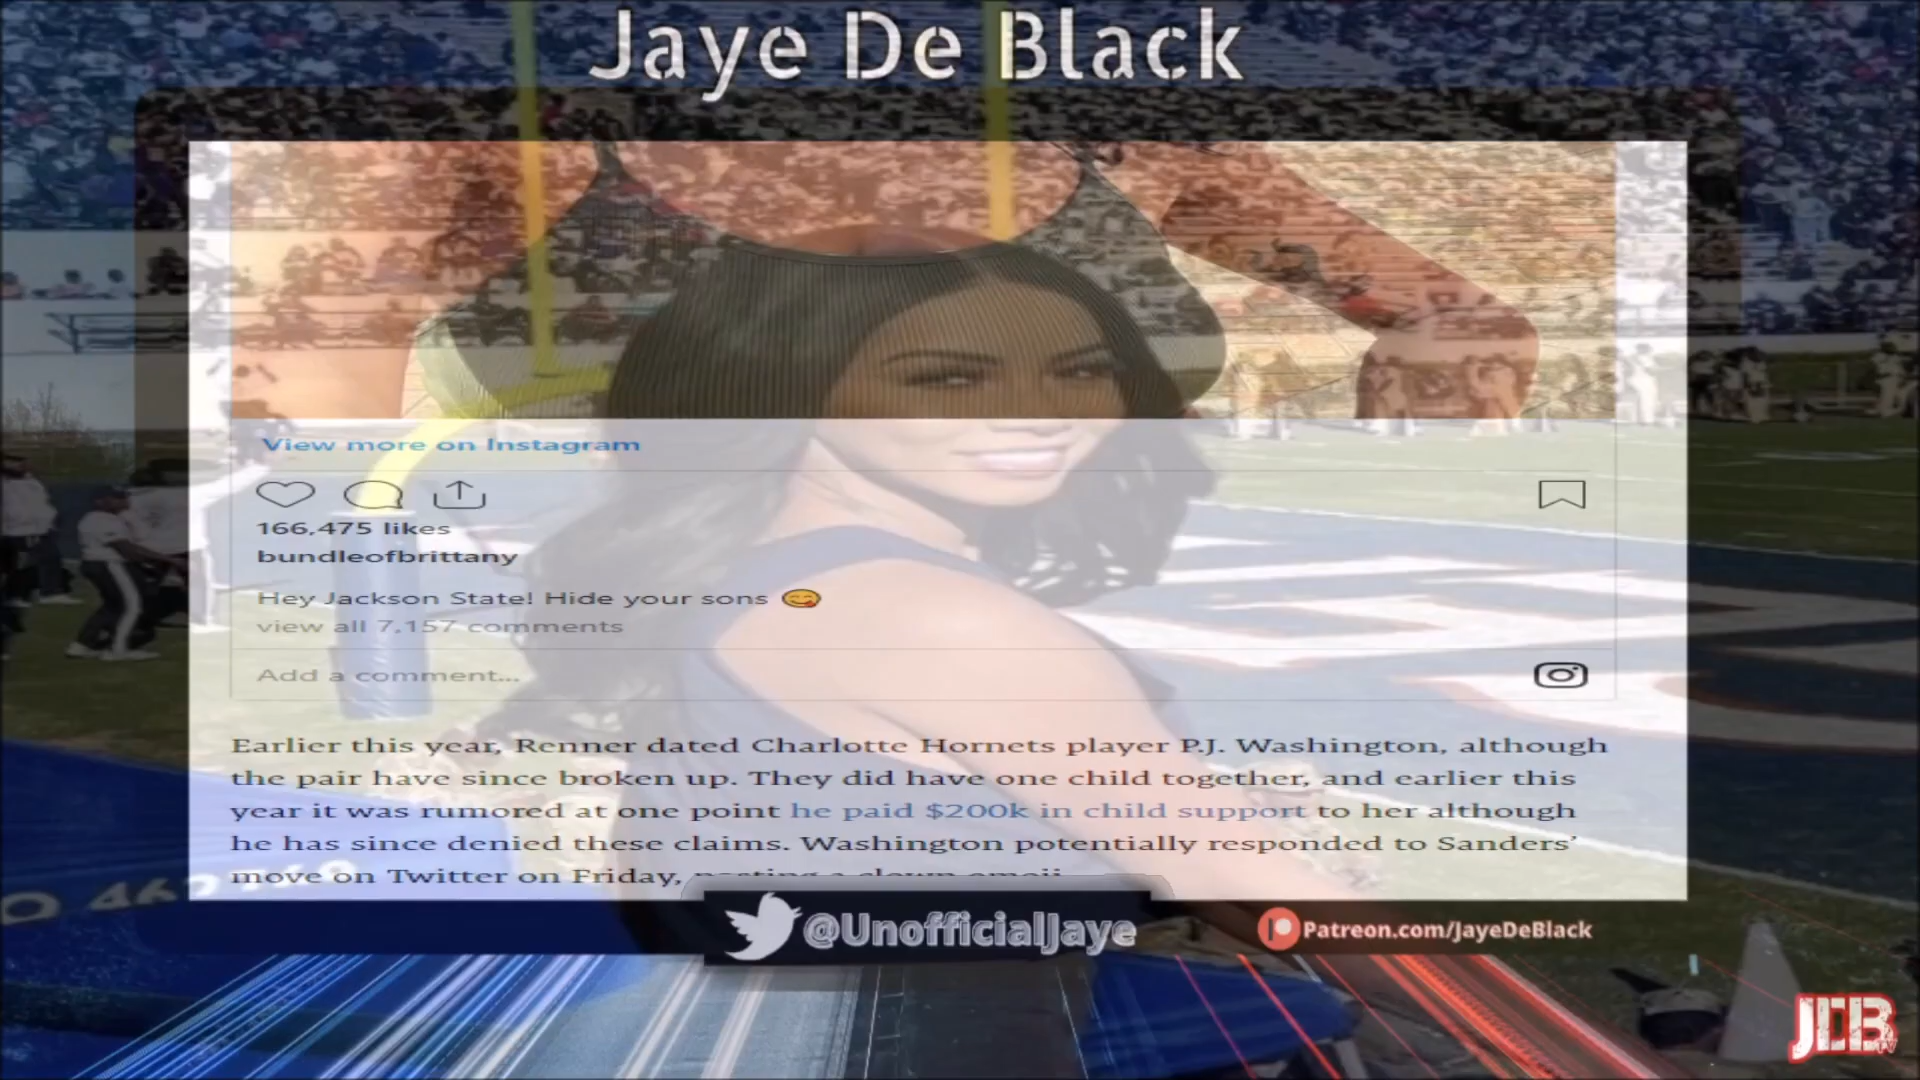 Jaye De Black
View more on Instagram
166,475 likes
bundleofbrittany
Hey Jackson State! Hide your sons 😋
view all 7,157 comments
Add a comment...
Earlier this year, Renner dated Charlotte Hornets player P.J. Washington, although
the pair have since broken up. They did have one child together, and earlier this
year it was rumored at one point he paid $200k in child support to her although
he has since denied these claims. Washington potentially responded to Sanders'
move on Twitter on Friday, posting a clown emoji.
@UnofficialJaye
Patreon.com/JayeDeBlack